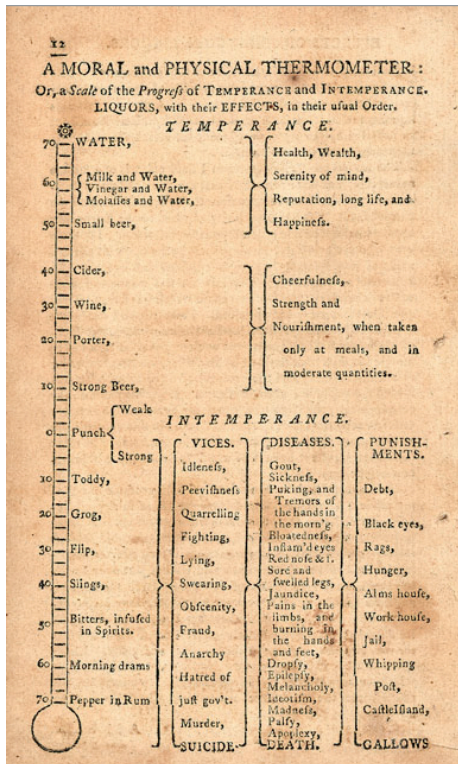 12
A MORAL and PHYSICAL THERMOMETER:
Or, a Scale of the Progreſs of TEMPERANCE and INTEMPERANCE.
LIQUORS, with their EFFECTS, in their uſual Order.
TEMPERANCE.
70 WATER,
60 Milk and Water,
Vinegar and Water,
Molaſſes and Water,
50 Small beer,
Health, Wealth,
Serenity of mind,
Reputation, long life, and
Happineſs.
40 Cider,
30 Wine,
20 Porter,
10 Strong Beer,
Cheerfulneſs,
Strength and
Nouriſhment, when taken
only at meals, and in
moderate quantities.
Weak
0 Punch
Strong
INTEMPERANCE.
10 Toddy,
20 Grog,
30 Flip,
40 Slings,
50 Bitters, infuſed
in Spirits.
60 Morning drams
70 Pepper in Rum
VICES.
Idleneſs,
Peeviſhneſs
Quarrelling
Fighting,
Lying,
Swearing,
Obſcenity,
Fraud,
Anarchy
Hatred of
juſt gov't.
Murder,
SUICIDE
DISEASES.
Gout,
Sickneſs,
Puking, and
Tremors of
the hands in
the morn'g
Bloatedneſs,
Inflam'd eyes
Red noſe & f.
Sore and
ſwelled legs,
Jaundice,
Pains in the
limbs, and
burning in
the hands
and feet,
Dropſy,
Epilepſy,
Melancholy,
Madneſs,
Palſy,
Apoplexy,
DEATH.
PUNISH-
MENTS.
Debt,
Black eyes,
Rags,
Hunger,
Alms houſe,
Work houſe,
Jail,
Whipping
Poſt,
Caſtle Iſland,
GALLOWS